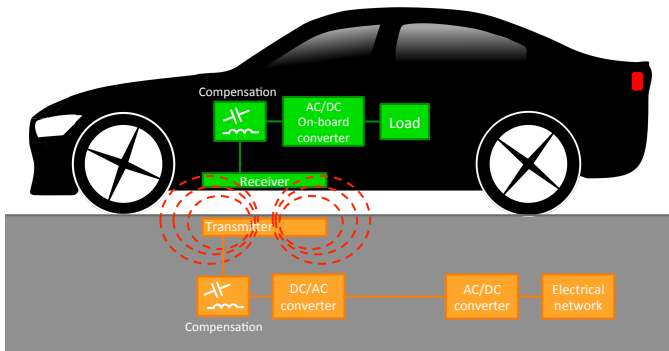 Compensation
AC/DC
On-board
converter
Load
Receiver
Transmitter
Compensation
DC/AC
converter
AC/DC
converter
Electrical
network